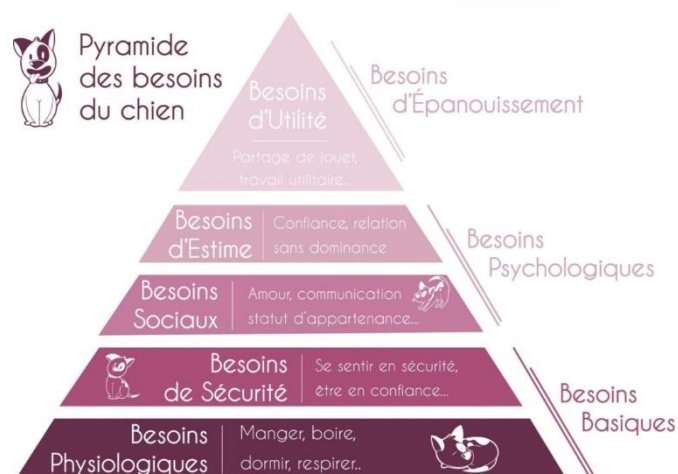 Pyramide
des besoins
du chien
Besoins
d'Utilité
Partage de jouet,
travail utilitaire...
Besoins
d'Épanouissement
Besoins
d'Estime
Confiance, relation
sans dominance
Besoins
Psychologiques
Besoins
Sociaux
Amour, communication
statut d'appartenance...
Besoins
de Sécurité
Se sentir en sécurité,
être en confiance...
Besoins
Basiques
Besoins
Physiologiques
Manger, boire,
dormir, respirer..